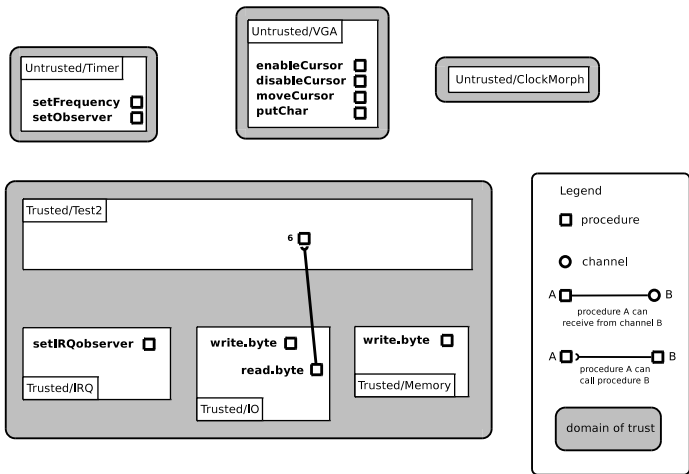 Untrusted/Timer
setFrequency
setObserver
Untrusted/VGA
enableCursor
disableCursor
moveCursor
putChar
Untrusted/ClockMorph
Trusted/Test2
6
setIRQobserver
Trusted/IRQ
write.byte
read.byte
Trusted/IO
write.byte
Trusted/Memory
Legend
procedure
channel
A B
procedure A can
receive from channel B
A B
procedure A can
call procedure B
domain of trust